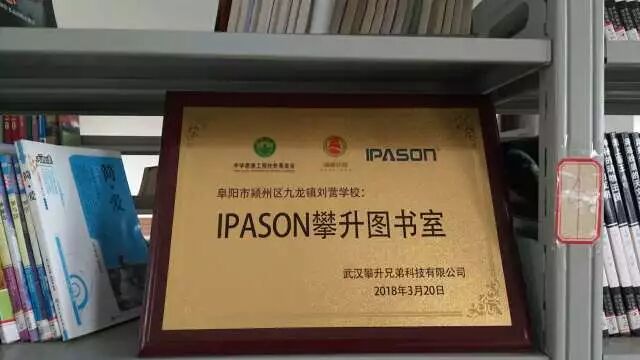 IPASON
阜阳市颍州区九龙镇刘营学校：
IPASON攀升图书室
武汉攀升兄弟科技有限公司
2018年3月20日